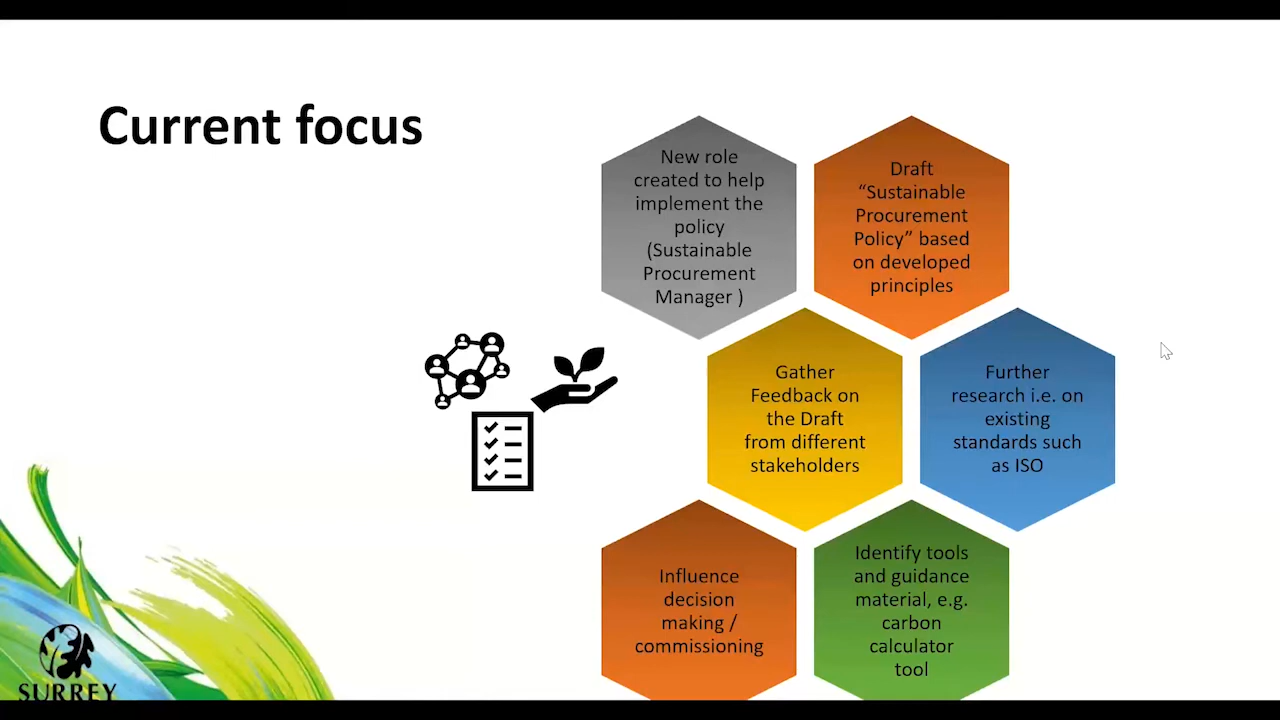 Current focus
New role
created to help
implement the
policy
(Sustainable
Procurement
Manager )
Draft
“Sustainable
Procurement
Policy” based
on developed
principles
Gather
Feedback on
the Draft
from different
stakeholders
Further
research i.e. on
existing
standards such
as ISO
Influence
decision
making /
commissioning
Identify tools
and guidance
material, e.g.
carbon
calculator
tool
SURREY